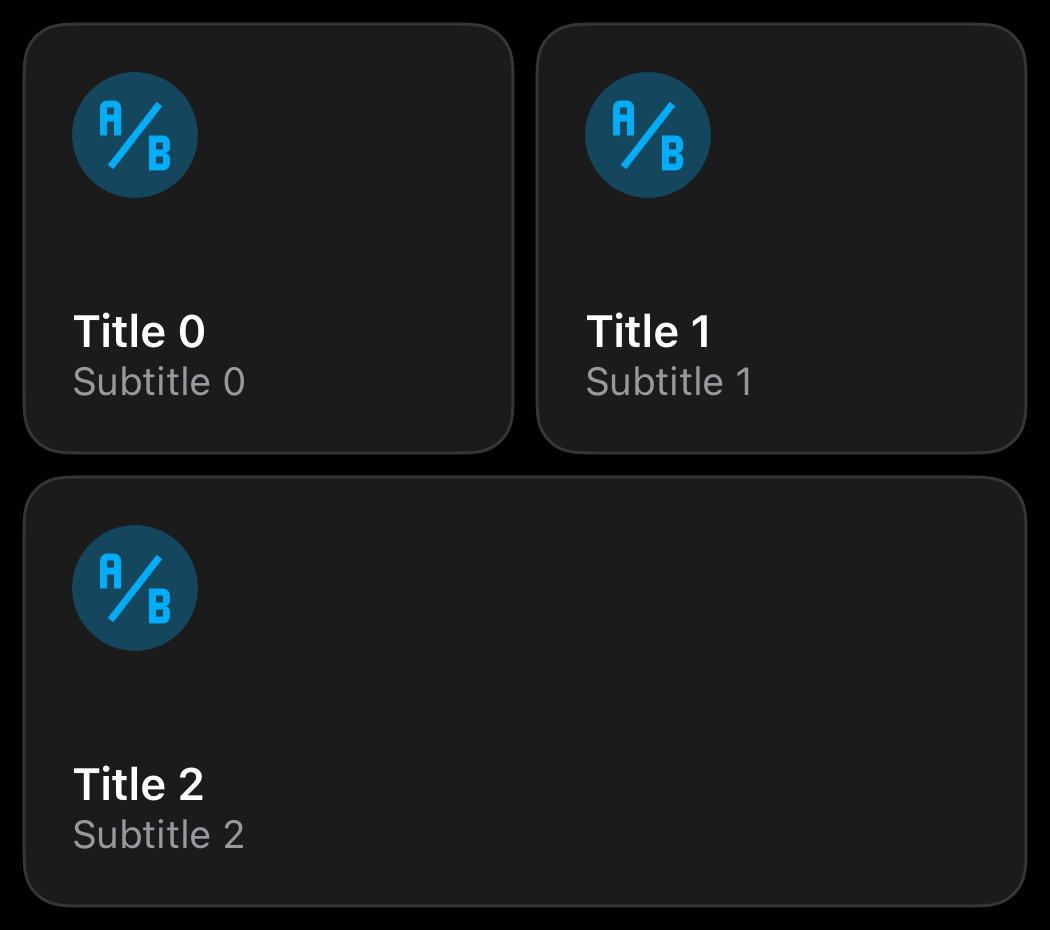 A/B
Title 0
Subtitle 0
A/B
Title 1
Subtitle 1
A/B
Title 2
Subtitle 2